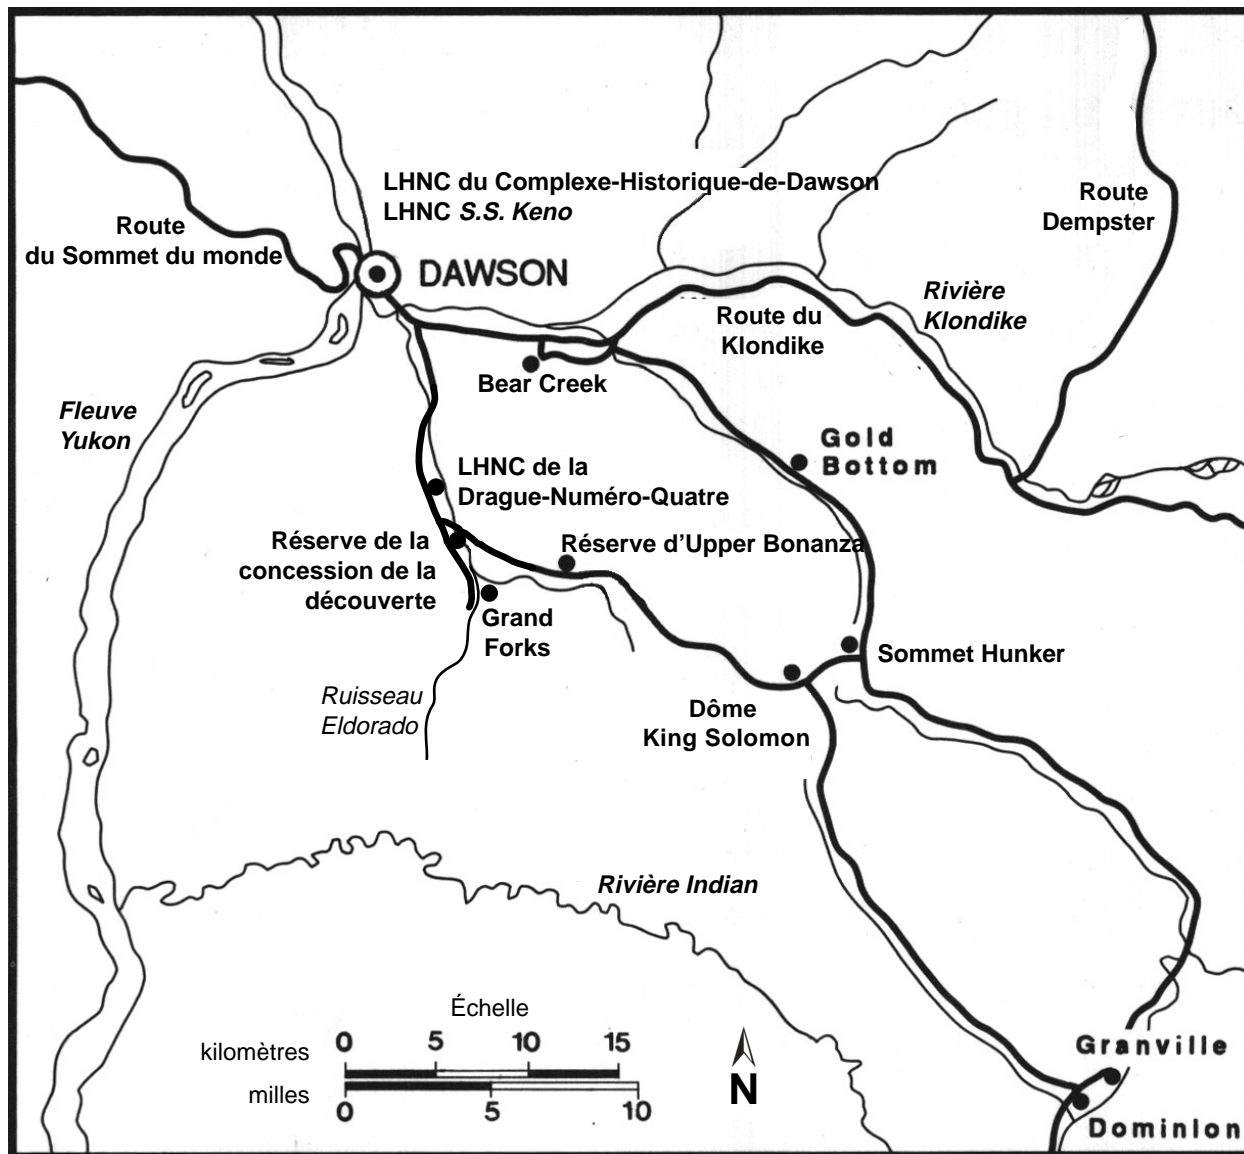 LHNC du Complexe-Historique-de-Dawson
LHNC S.S. Keno
Route
du Sommet du monde
DAWSON
Route
Dempster
Rivière
Klondike
Route du
Klondike
Bear Creek
Fleuve
Yukon
Gold
Bottom
LHNC de la
Drague-Numéro-Quatre
Réserve de la
concession de la
découverte
Réserve d'Upper Bonanza
Grand
Forks
Sommet Hunker
Ruisseau
Eldorado
Dôme
King Solomon
Rivière Indian
Échelle
kilomètres
0 5 10 15
milles
0 5 10
N
Granville
Dominion